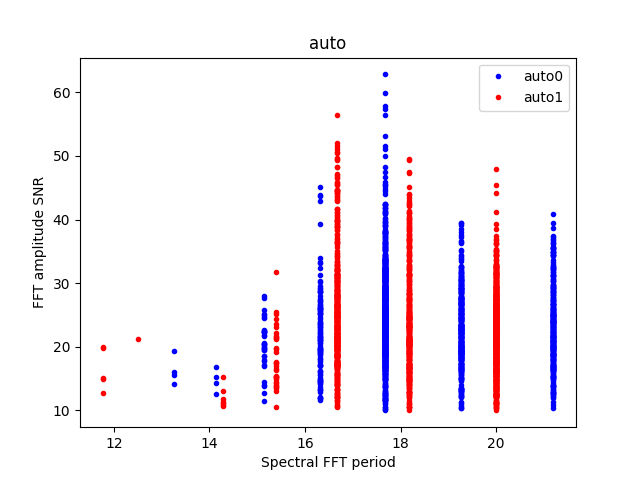 auto
auto0
auto1
FFT amplitude SNR
60
50
40
30
20
10
12 14 16 18 20
Spectral FFT period